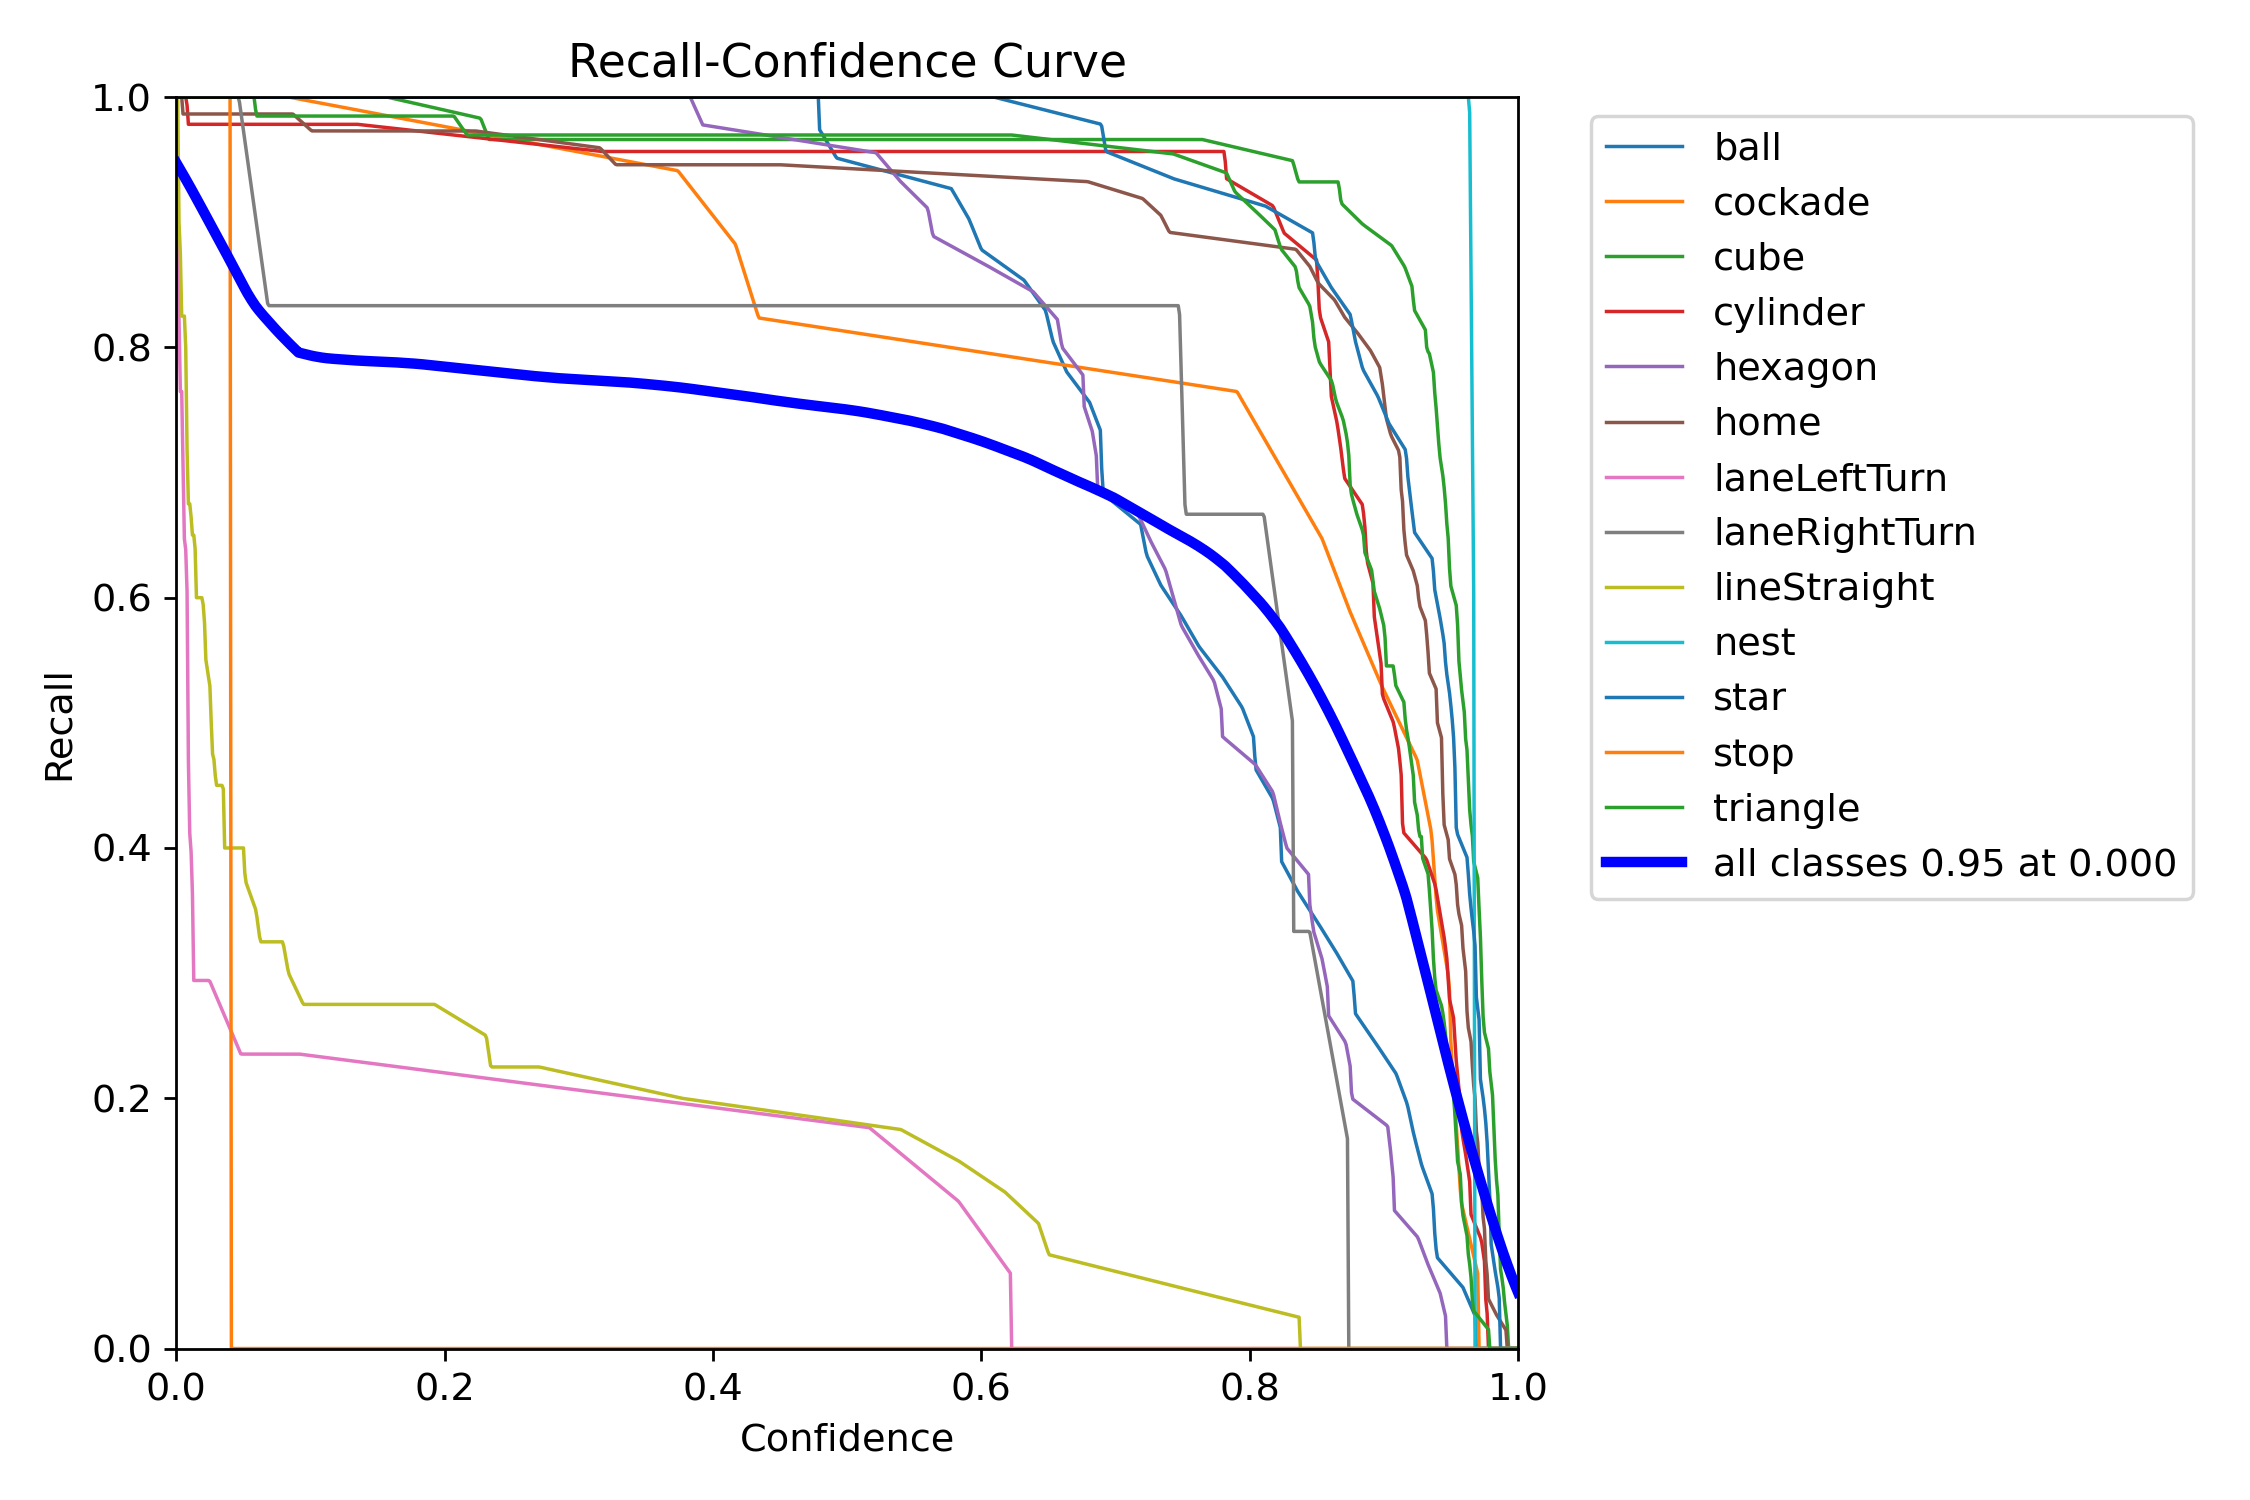 Recall-Confidence Curve
1.0
0.8
0.6
0.4
0.2
0.0
Recall
0.0 0.2 0.4 0.6 0.8 1.0
Confidence
ball
cockade
cube
cylinder
hexagon
home
laneLeftTurn
laneRightTurn
lineStraight
nest
star
stop
triangle
all classes 0.95 at 0.000